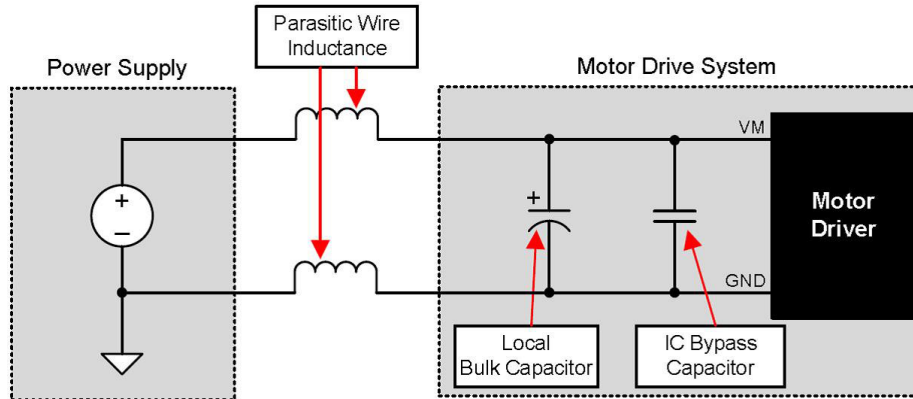 Parasitic Wire
Inductance
Power Supply
Motor Drive System
VM
+
+
–
Motor
Driver
GND
Local
Bulk Capacitor
IC Bypass
Capacitor